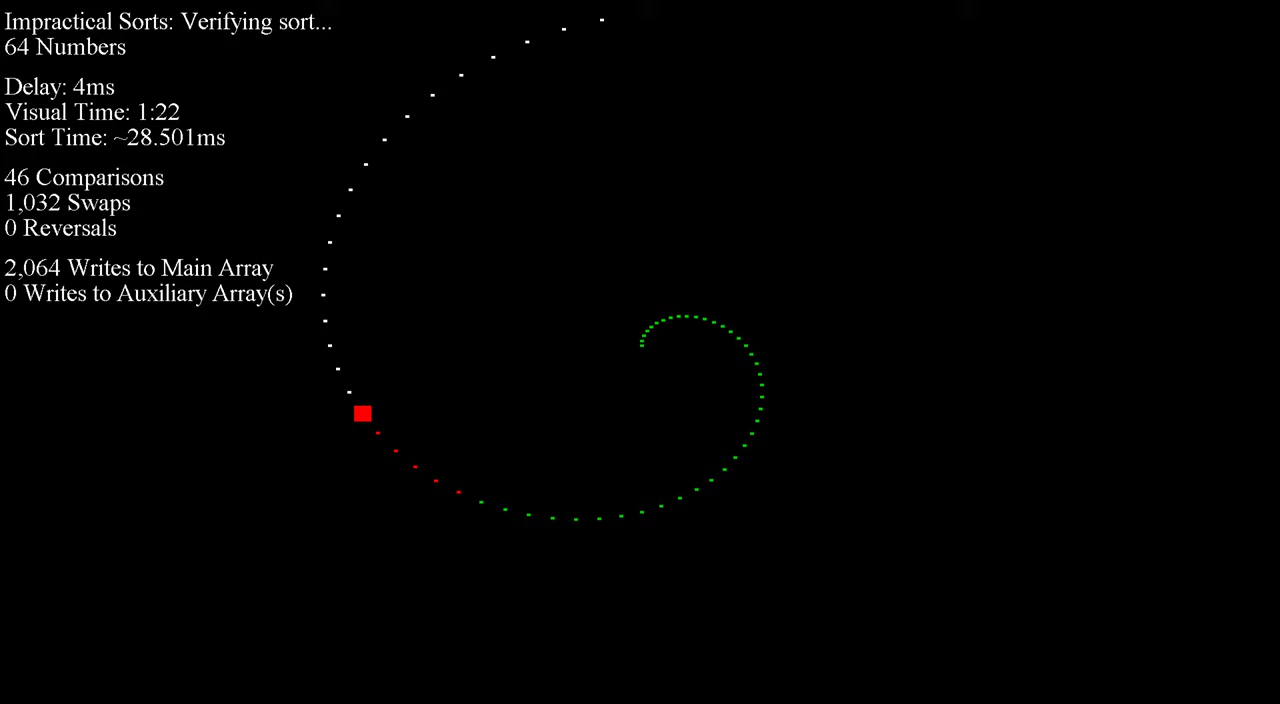 Impractical Sorts: Verifying sort...
64 Numbers
Delay: 4ms
Visual Time: 1:22
Sort Time: ~28.501ms
46 Comparisons
1,032 Swaps
0 Reversals
2,064 Writes to Main Array
0 Writes to Auxiliary Array(s)